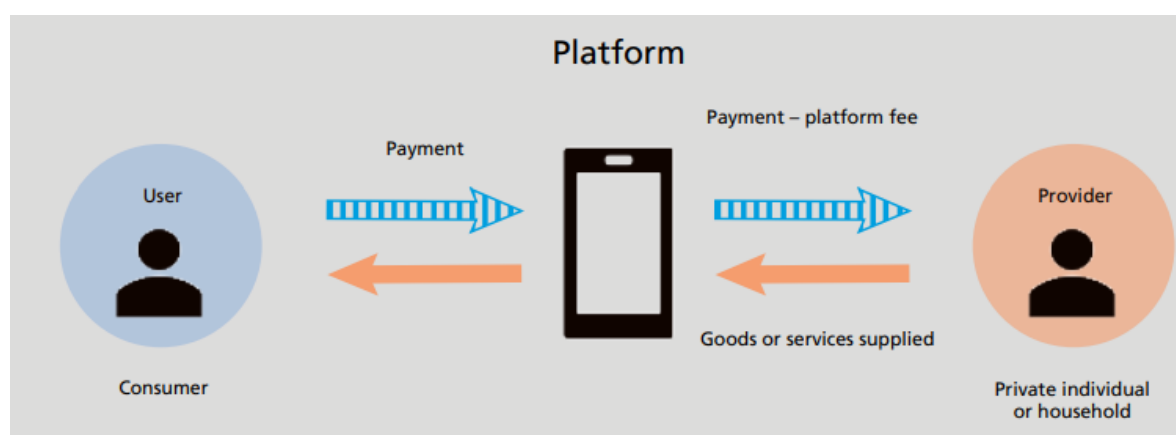 Platform
Payment – platform fee
Payment
User
Provider
Goods or services supplied
Consumer
Private individual
or household